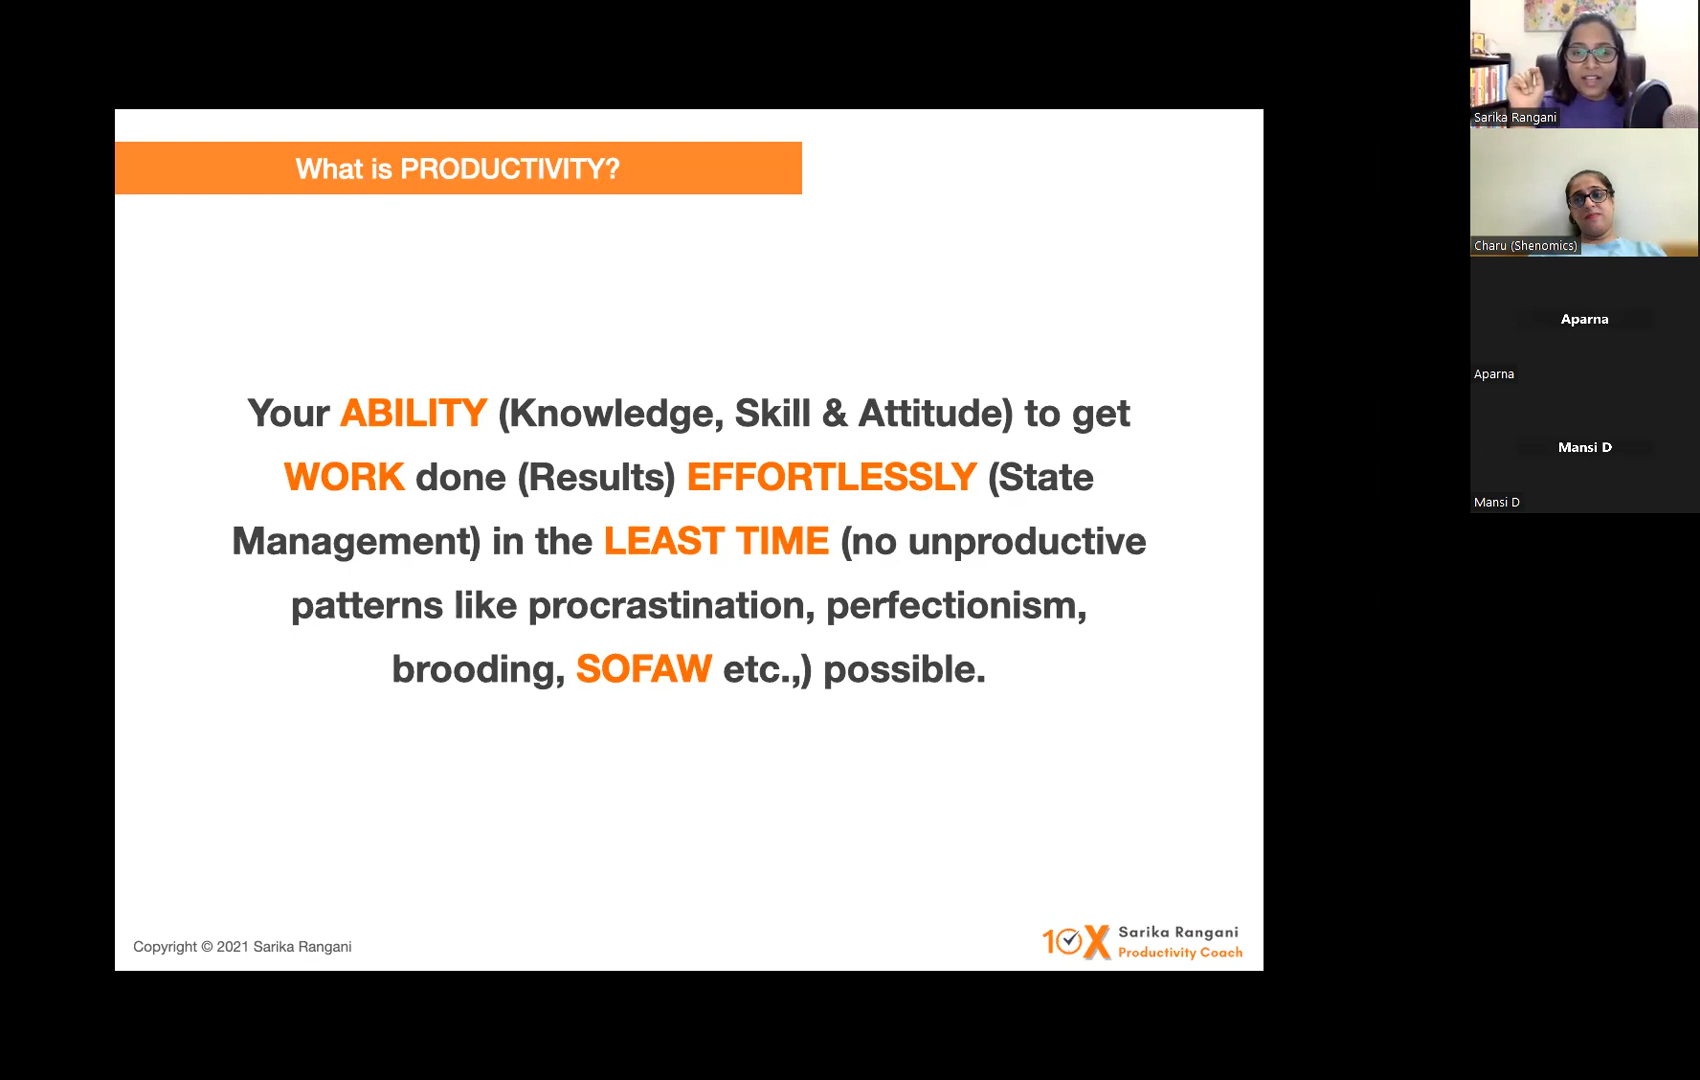 What is PRODUCTIVITY?
Your ABILITY (Knowledge, Skill & Attitude) to get
WORK done (Results) EFFORTLESSLY (State
Management) in the LEAST TIME (no unproductive
patterns like procrastination, perfectionism,
brooding, SOFAW etc.,) possible.
Copyright © 2021 Sarika Rangani
10X
Sarika Rangani
Productivity Coach
Sarika Rangani
Charu (Shenomics)
Aparna
Aparna
Mansi D
Mansi D